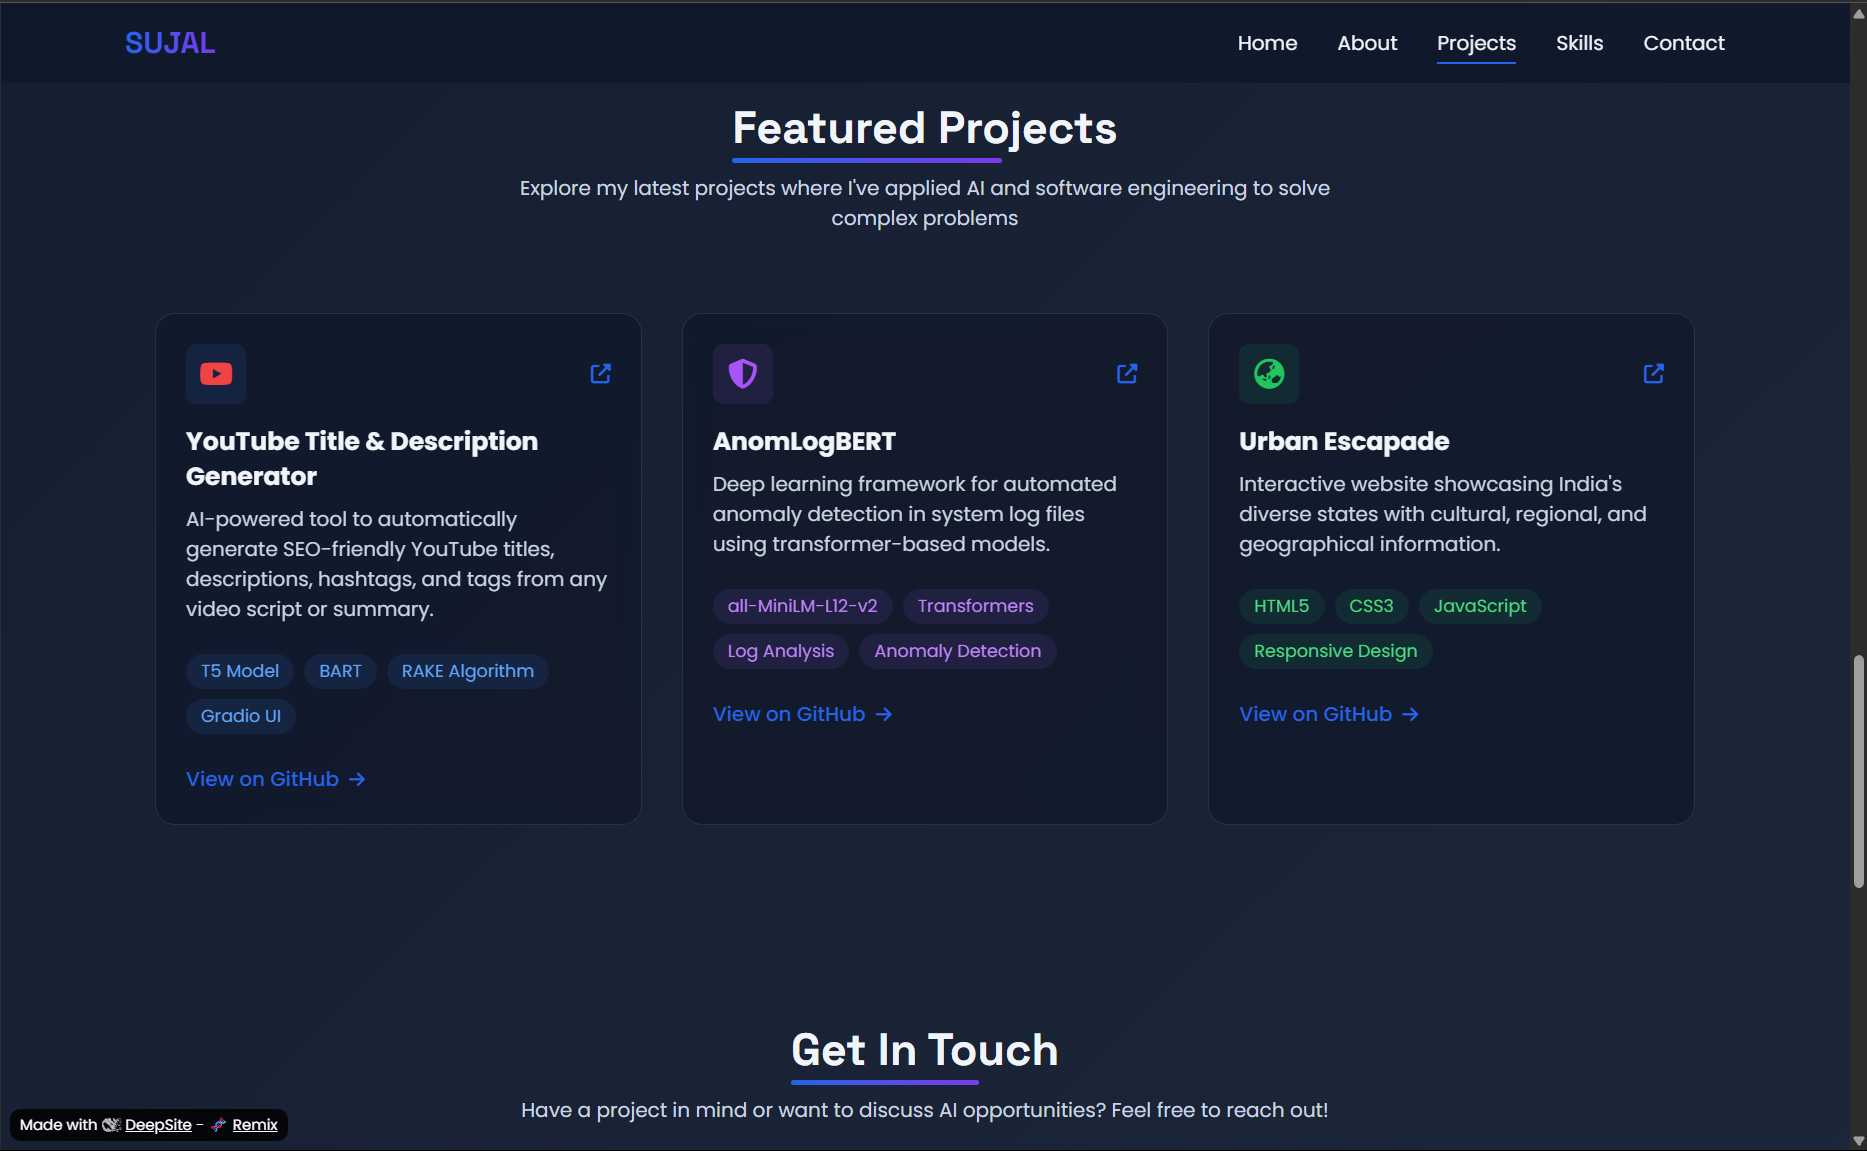 SUJAL
Home
About
Projects
Skills
Contact
Featured Projects
Explore my latest projects where I've applied AI and software engineering to solve
complex problems
YouTube Title & Description
Generator
AI-powered tool to automatically
generate SEO-friendly YouTube titles,
descriptions, hashtags, and tags from any
video script or summary.
T5 Model
BART
RAKE Algorithm
Gradio UI
View on GitHub →
AnomLogBERT
Deep learning framework for automated
anomaly detection in system log files
using transformer-based models.
all-MiniLM-L12-v2
Transformers
Log Analysis
Anomaly Detection
View on GitHub →
Urban Escapade
Interactive website showcasing India's
diverse states with cultural, regional, and
geographical information.
HTML5
CSS3
JavaScript
Responsive Design
View on GitHub →
Get In Touch
Have a project in mind or want to discuss AI opportunities? Feel free to reach out!
Made with DeepSite - Remix